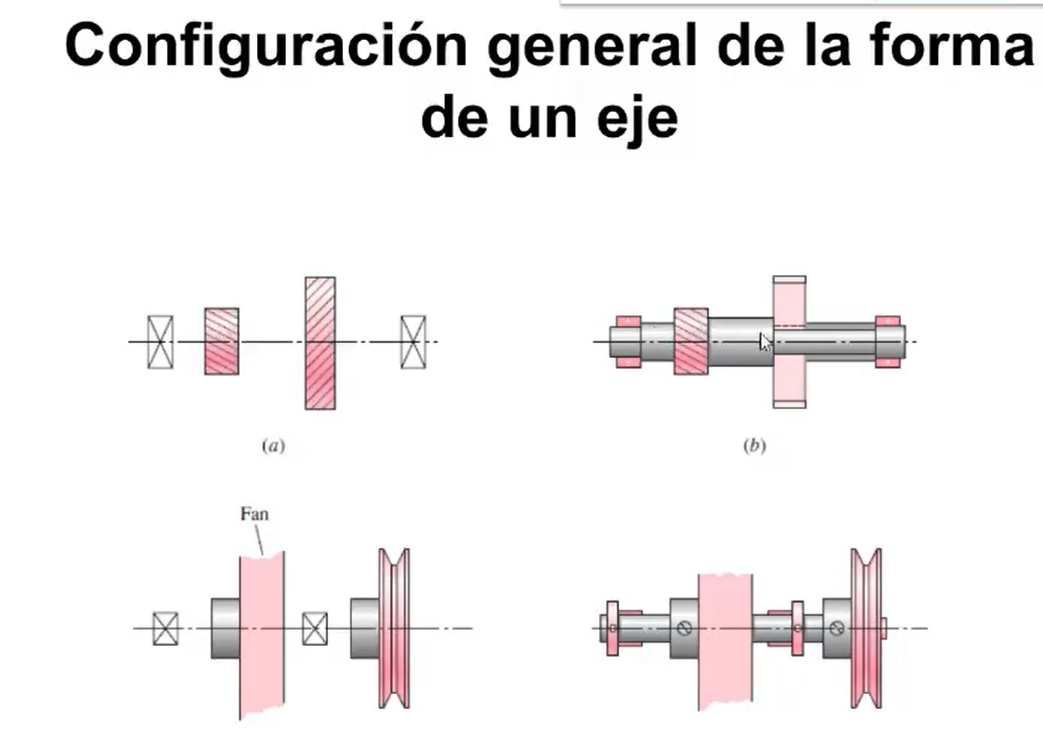 Configuración general de la forma
de un eje
(a)
(b)
Fan